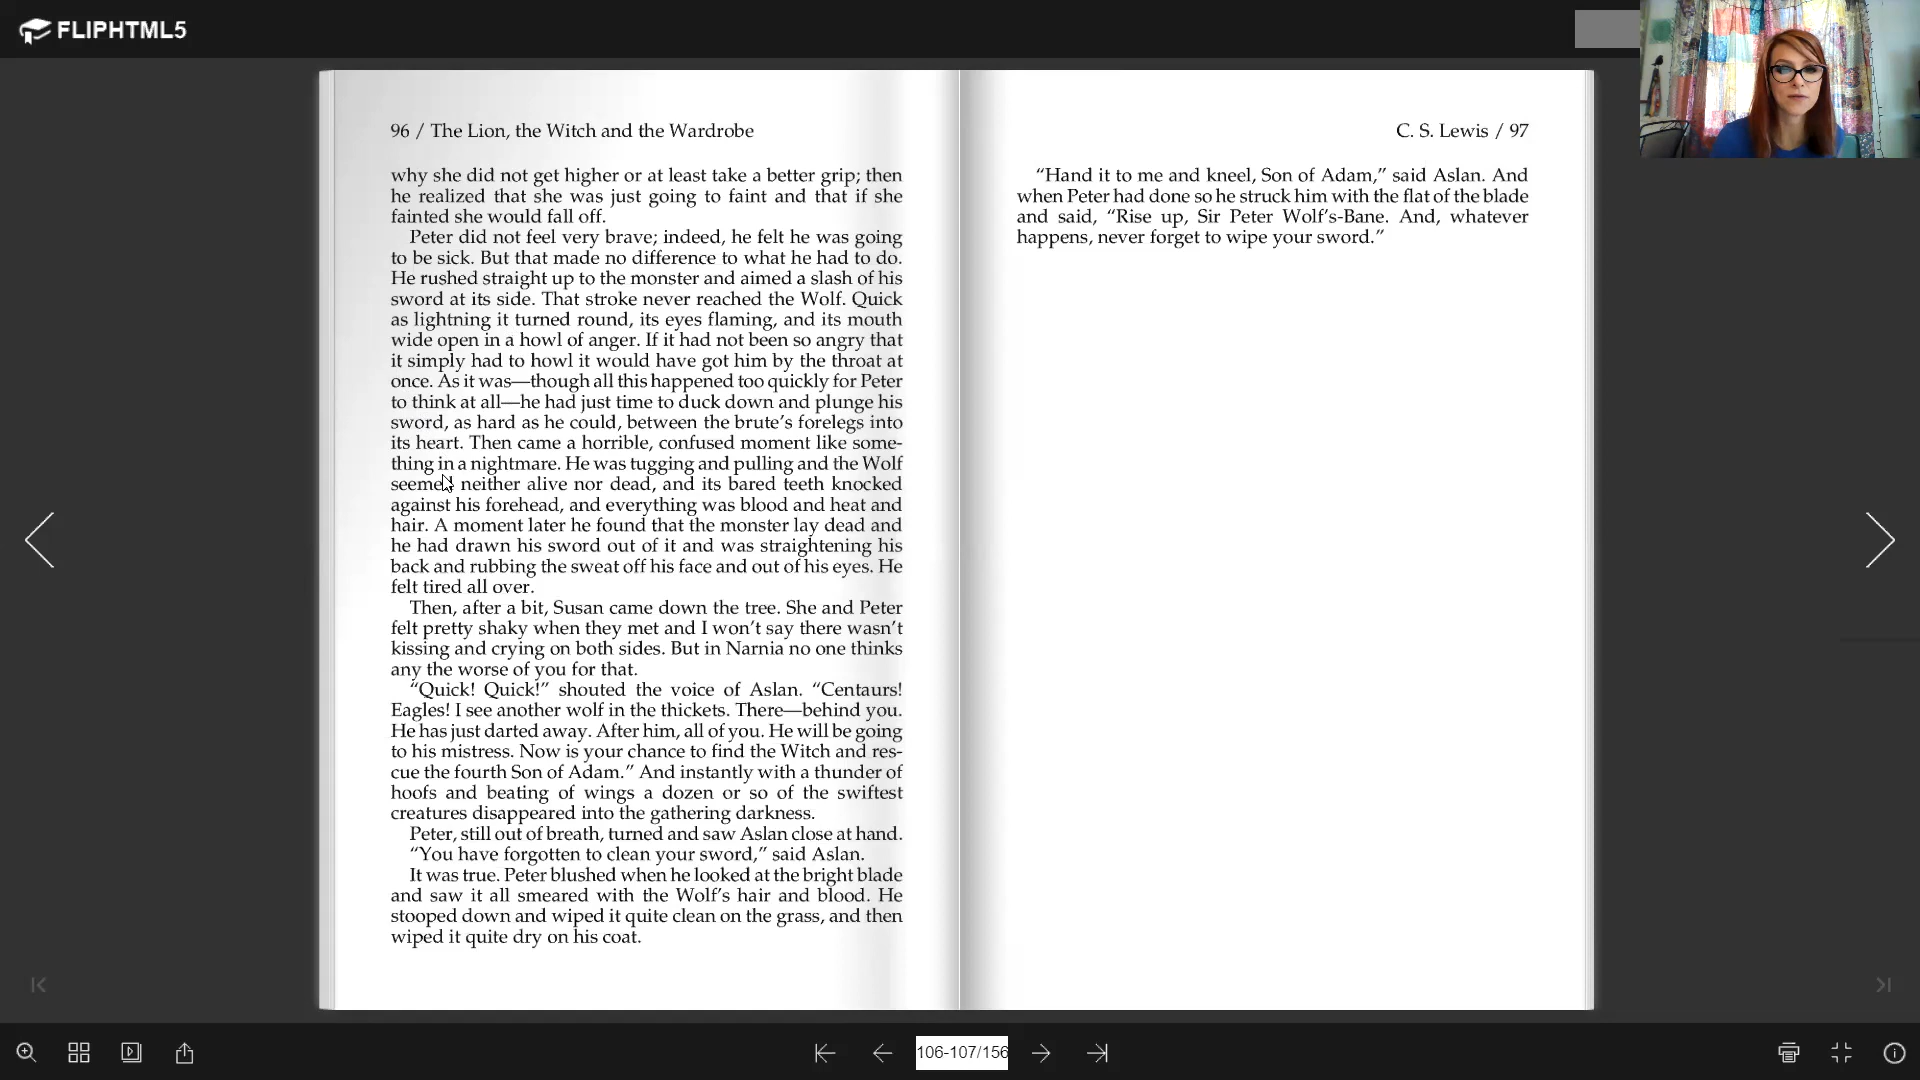 FLIPHTML5
96 / The Lion, the Witch and the Wardrobe
why she did not get higher or at least take a better grip; then
he realized that she was just going to faint and that if she
fainted she would fall off.
Peter did not feel very brave; indeed, he felt he was going
to be sick. But that made no difference to what he had to do.
He rushed straight up to the monster and aimed a slash of his
sword at its side. That stroke never reached the Wolf. Quick
as lightning it turned round, its eyes flaming, and its mouth
wide open in a howl of anger. If it had not been so angry that
it simply had to howl it would have got him by the throat at
once. As it was—though all this happened too quickly for Peter
to think at all—he had just time to duck down and plunge his
sword, as hard as he could, between the brute’s forelegs into
its heart. Then came a horrible, confused moment like some-
thing in a nightmare. He was tugging and pulling and the Wolf
seemed neither alive nor dead, and its bared teeth knocked
against his forehead, and everything was blood and heat and
hair. A moment later he found that the monster lay dead and
he had drawn his sword out of it and was straightening his
back and rubbing the sweat off his face and out of his eyes. He
felt tired all over.
Then, after a bit, Susan came down the tree. She and Peter
felt pretty shaky when they met and I won’t say there wasn’t
kissing and crying on both sides. But in Narnia no one thinks
any the worse of you for that.
“Quick! Quick!” shouted the voice of Aslan. “Centaurs!
Eagles! I see another wolf in the thickets. There—behind you.
He has just darted away. After him, all of you. He will be going
to his mistress. Now is your chance to find the Witch and res-
cue the fourth Son of Adam.” And instantly with a thunder of
hoofs and beating of wings a dozen or so of the swiftest
creatures disappeared into the gathering darkness.
Peter, still out of breath, turned and saw Aslan close at hand.
“You have forgotten to clean your sword,” said Aslan.
It was true. Peter blushed when he looked at the bright blade
and saw it all smeared with the Wolf’s hair and blood. He
stooped down and wiped it quite clean on the grass, and then
wiped it quite dry on his coat.
C. S. Lewis / 97
“Hand it to me and kneel, Son of Adam,” said Aslan. And
when Peter had done so he struck him with the flat of the blade
and said, “Rise up, Sir Peter Wolf’s-Bane. And, whatever
happens, never forget to wipe your sword.”
106-107/156